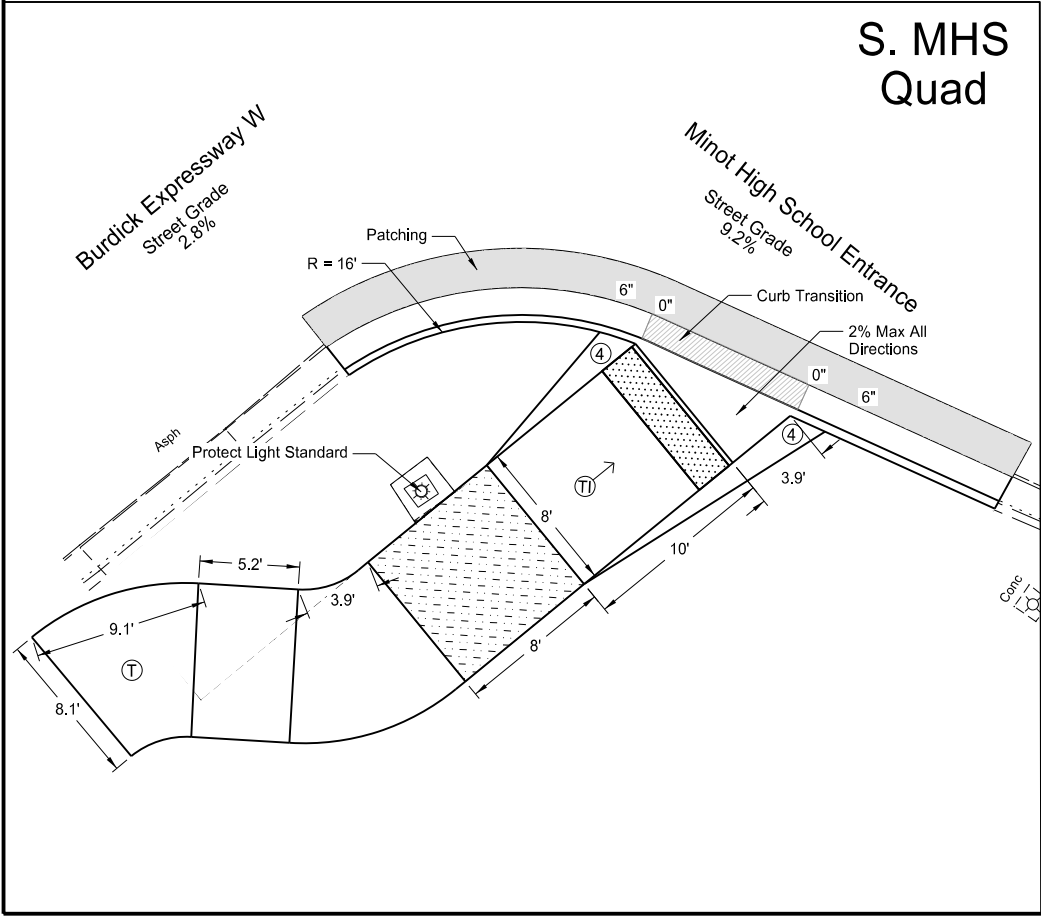 S. MHS
Quad
Burdick Expressway W
Street Grade
2.8%
Minot High School Entrance
Street Grade
9.2%
Patching
R = 16'
6"
0"
Curb Transition
2% Max All
Directions
0"
6"
4
4
Asph
Protect Light Standard
TI
3.9'
8'
10'
5.2'
3.9'
Conc
9.1'
8'
T
8.1'